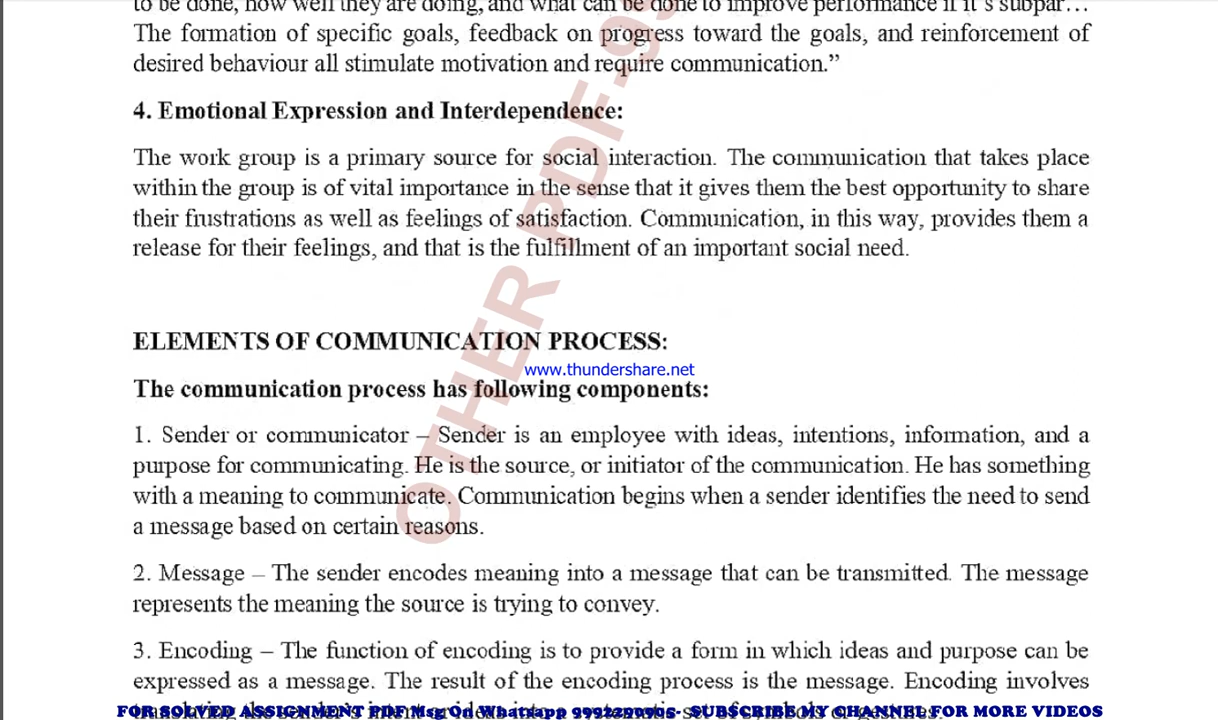 to be done, how well they are doing, and what can be done to improve performance if it's subpar…
The formation of specific goals, feedback on progress toward the goals, and reinforcement of
desired behaviour all stimulate motivation and require communication.”
4. Emotional Expression and Interdependence:
The work group is a primary source for social interaction. The communication that takes place
within the group is of vital importance in the sense that it gives them the best opportunity to share
their frustrations as well as feelings of satisfaction. Communication, in this way, provides them a
release for their feelings, and that is the fulfillment of an important social need.
ELEMENTS OF COMMUNICATION PROCESS:
www.thundershare.net
The communication process has following components:
1. Sender or communicator – Sender is an employee with ideas, intentions, information, and a
purpose for communicating. He is the source, or initiator of the communication. He has something
with a meaning to communicate. Communication begins when a sender identifies the need to send
a message based on certain reasons.
2. Message – The sender encodes meaning into a message that can be transmitted. The message
represents the meaning the source is trying to convey.
3. Encoding – The function of encoding is to provide a form in which ideas and purpose can be
expressed as a message. The result of the encoding process is the message. Encoding involves
FOR SOLVED ASSIGNMENT PDF Msg On Whatapp 9992299905- SUBSCRIBE MY CHANNEL FOR MORE VIDEOS
OTHER PDF-99